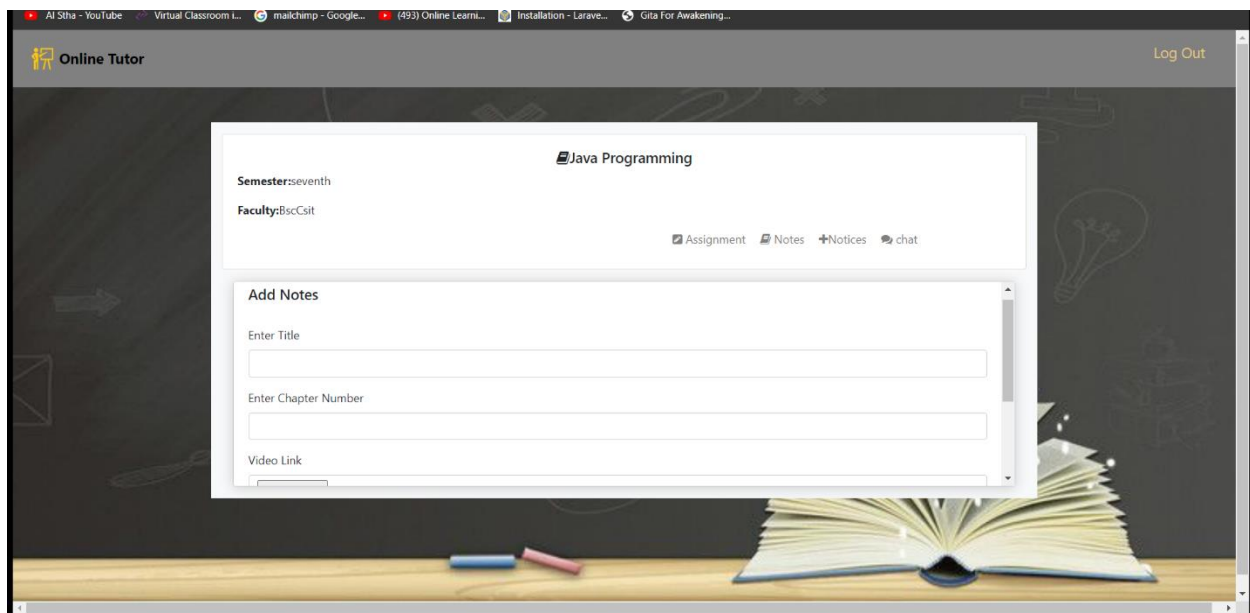 AI Stha - YouTube Virtual Classroom i... mailchimp - Google... (493) Online Learni... Installation - Larave... Gita For Awakening...
Online Tutor Log Out
Java Programming
Semester:seventh
Faculty:BscCsit
Assignment Notes Notices chat
Add Notes
Enter Title
Enter Chapter Number
Video Link